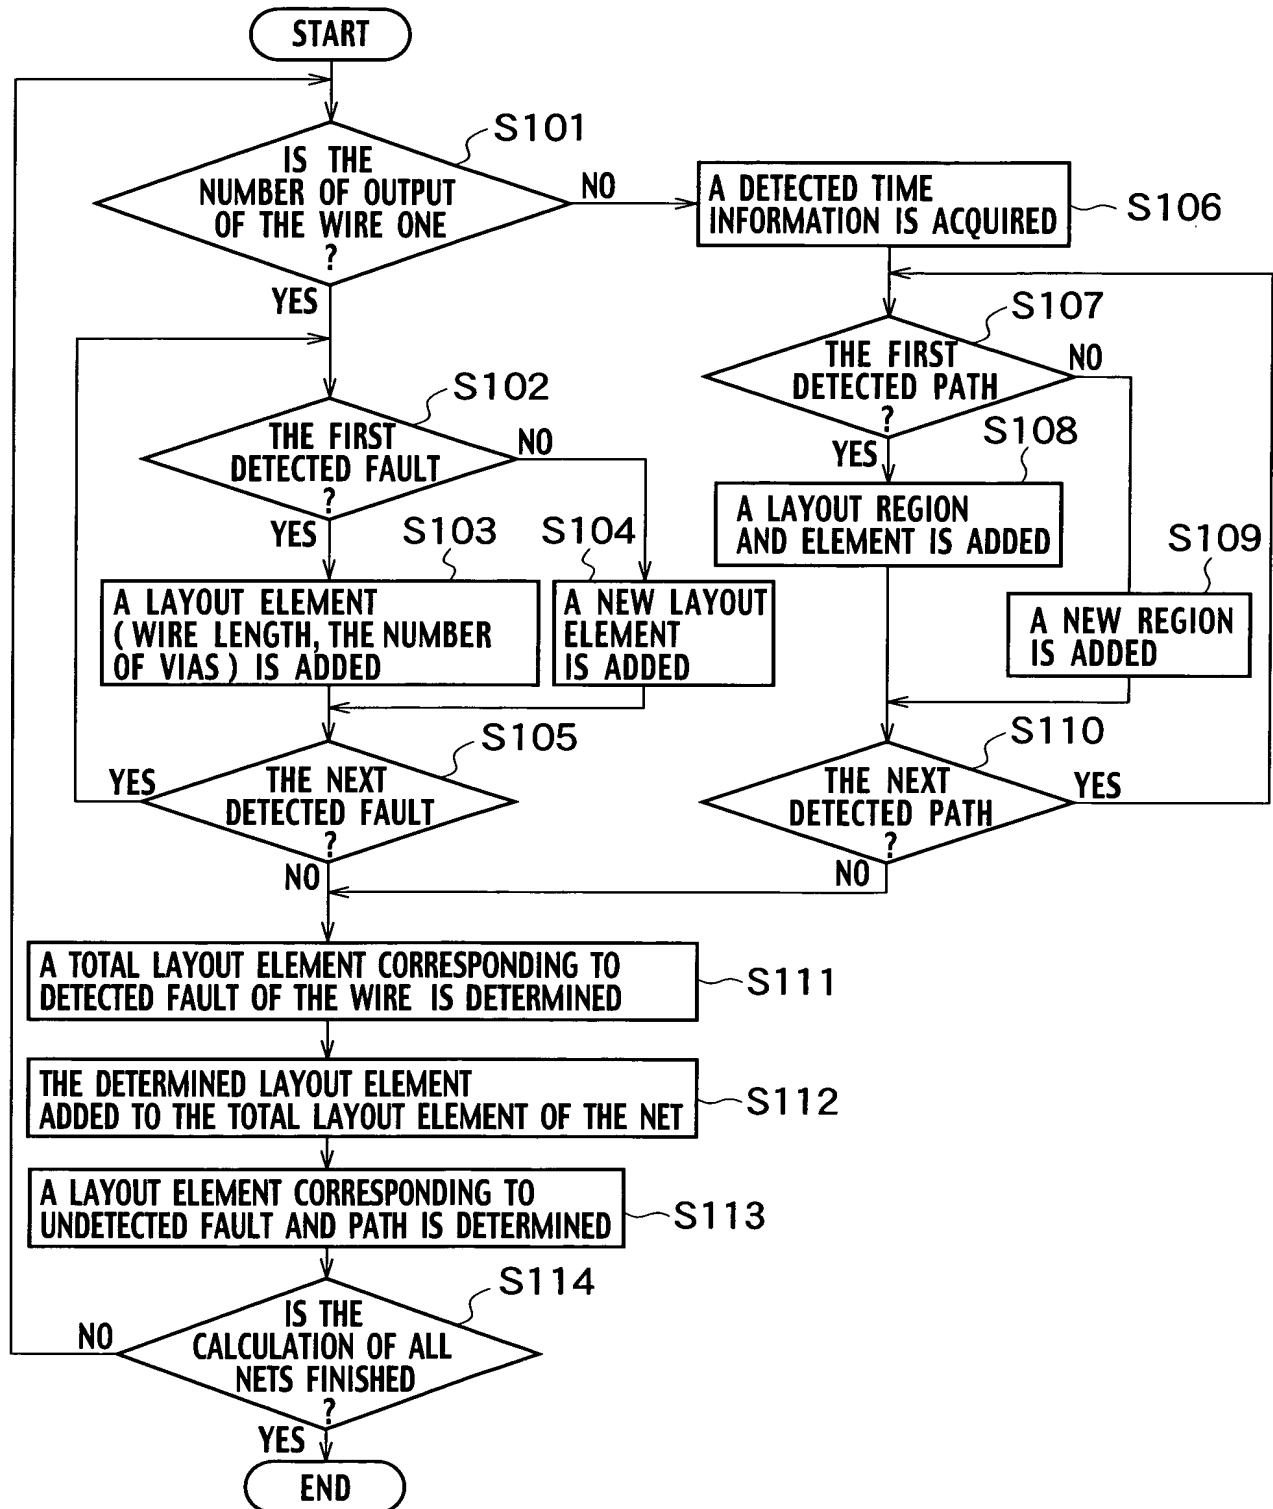 START
S101
IS THE
NUMBER OF OUTPUT
OF THE WIRE ONE
?
NO
YES
A DETECTED TIME
INFORMATION IS ACQUIRED
S106
S107
THE FIRST
DETECTED PATH
?
NO
YES
S102
THE FIRST
DETECTED FAULT
?
NO
YES
S108
A LAYOUT REGION
AND ELEMENT IS ADDED
S109
A NEW REGION
IS ADDED
S103
A LAYOUT ELEMENT
(WIRE LENGTH, THE NUMBER
OF VIAS) IS ADDED
S104
A NEW LAYOUT
ELEMENT
IS ADDED
S105
THE NEXT
DETECTED FAULT
?
YES
NO
S110
THE NEXT
DETECTED PATH
?
YES
NO
A TOTAL LAYOUT ELEMENT CORRESPONDING TO
DETECTED FAULT OF THE WIRE IS DETERMINED
S111
THE DETERMINED LAYOUT ELEMENT
ADDED TO THE TOTAL LAYOUT ELEMENT OF THE NET
S112
A LAYOUT ELEMENT CORRESPONDING TO
UNDETECTED FAULT AND PATH IS DETERMINED
S113
S114
IS THE
CALCULATION OF ALL
NETS FINISHED
?
NO
YES
END